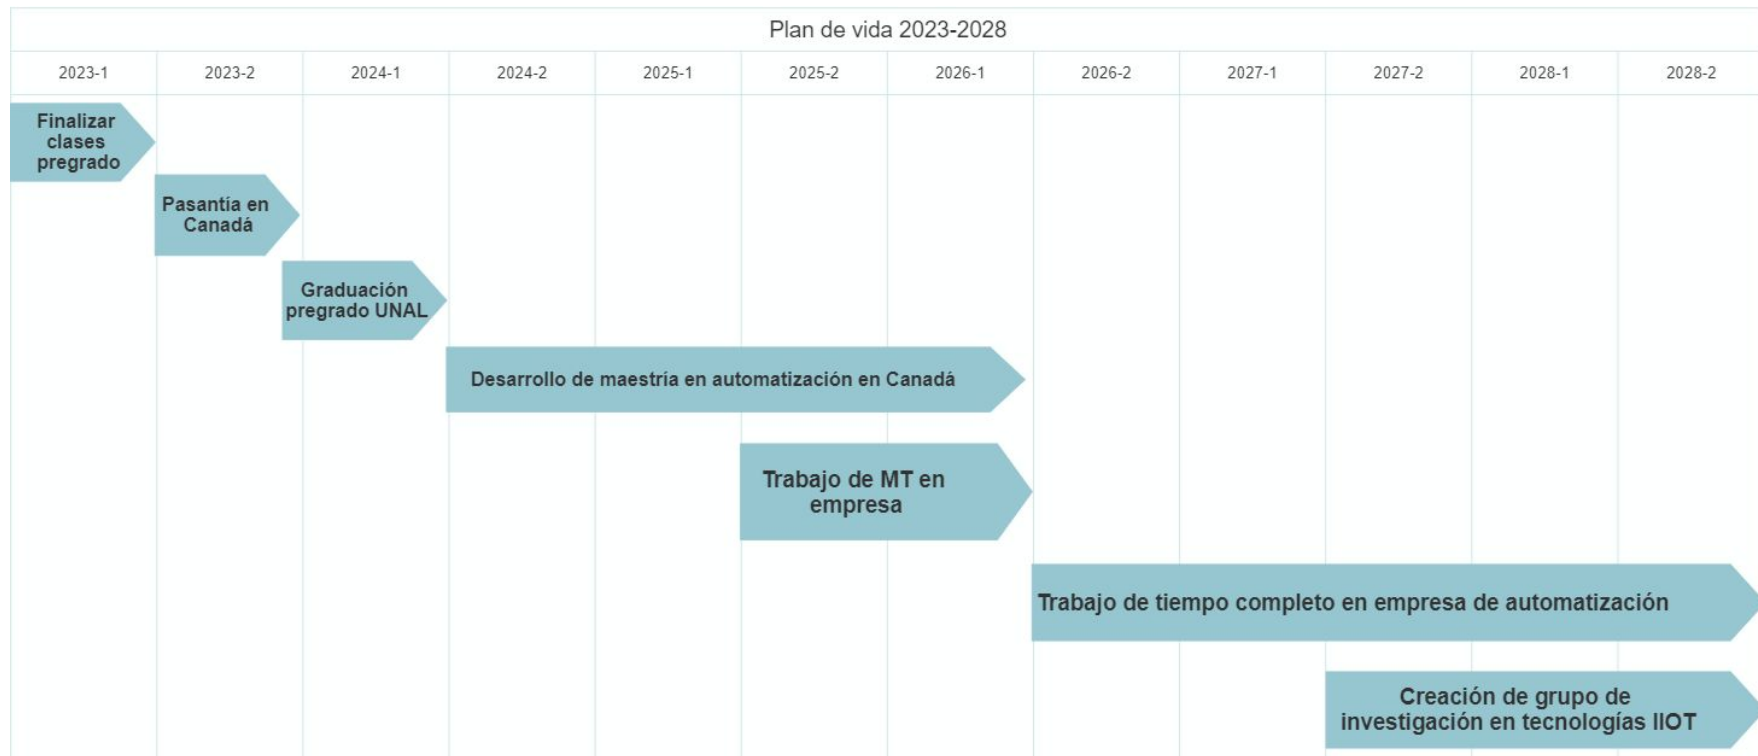 Plan de vida 2023-2028
2023-1 2023-2 2024-1 2024-2 2025-1 2025-2 2026-1 2026-2 2027-1 2027-2 2028-1 2028-2
Finalizar
clases
pregrado
Pasantía en
Canadá
Graduación
pregrado UNAL
Desarrollo de maestría en automatización en Canadá
Trabajo de MT en
empresa
Trabajo de tiempo completo en empresa de automatización
Creación de grupo de
investigación en tecnologías IIOT